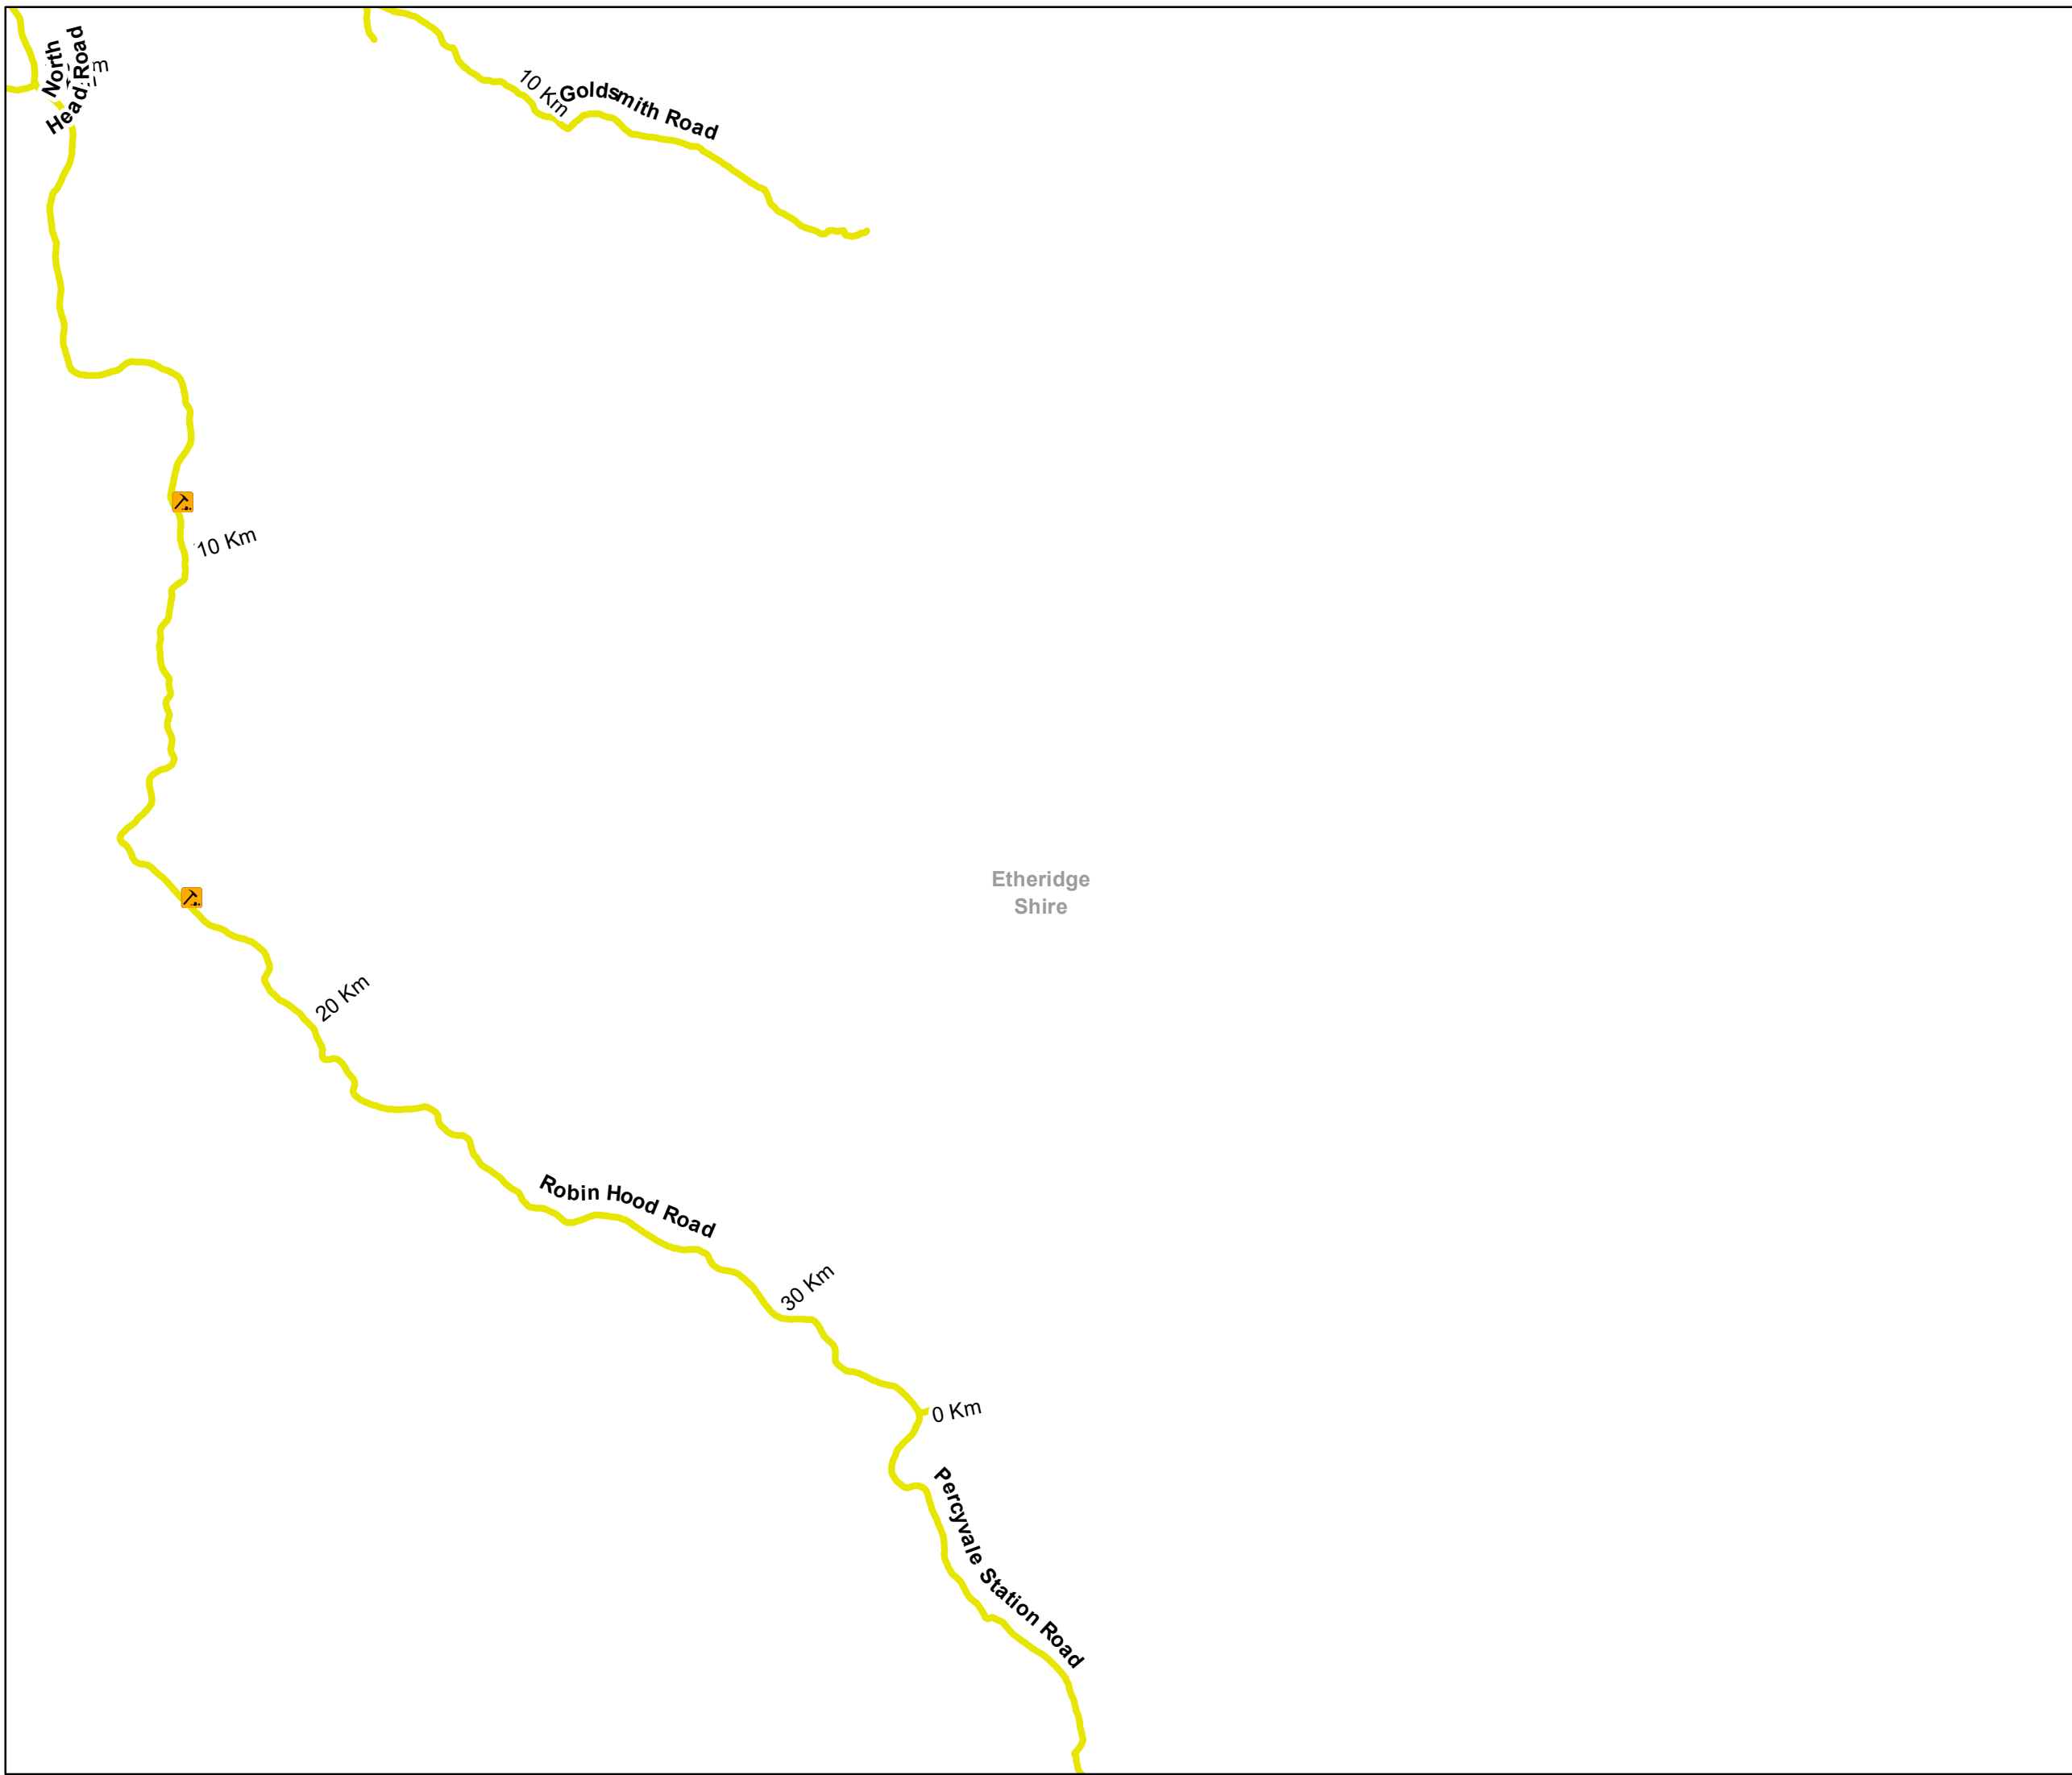 North
Head Road
10 Km
Goldsmith Road
10 Km
Etheridge
Shire
20 Km
Robin Hood Road
30 Km
0 Km
Percyvale Station Road